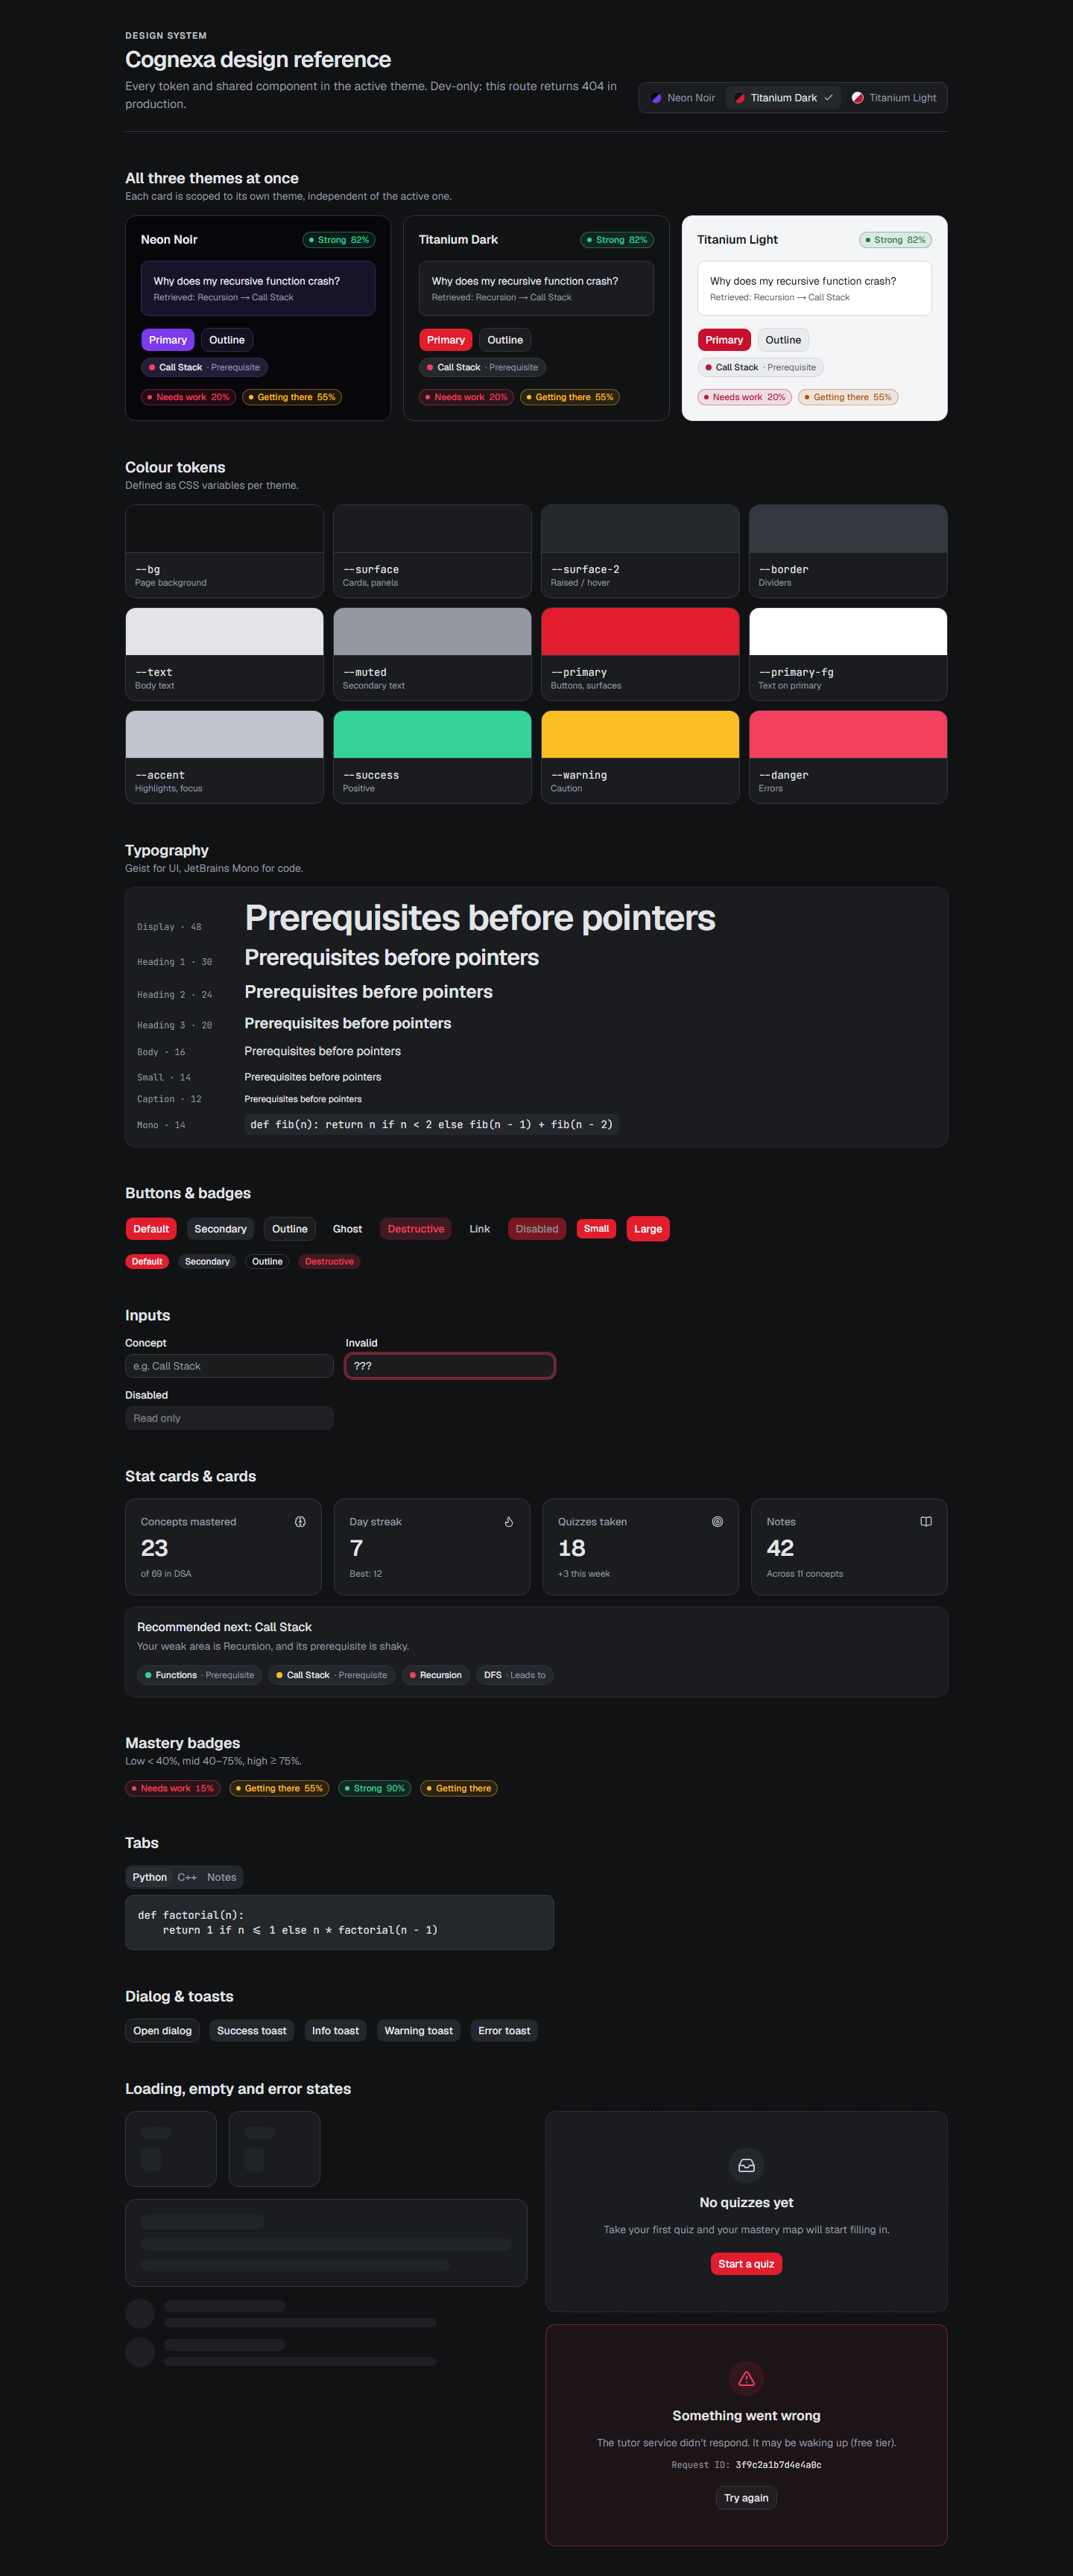 DESIGN SYSTEM
Cognexa design reference
Every token and shared component in the active theme. Dev-only: this route returns 404 in
production.
Neon Noir
Titanium Dark
Titanium Light
All three themes at once
Each card is scoped to its own theme, independent of the active one.
Neon Noir
Strong 82%
Why does my recursive function crash?
Retrieved: Recursion → Call Stack
Primary
Outline
Call Stack · Prerequisite
Needs work 20%
Getting there 55%
Titanium Dark
Strong 82%
Why does my recursive function crash?
Retrieved: Recursion → Call Stack
Primary
Outline
Call Stack · Prerequisite
Needs work 20%
Getting there 55%
Titanium Light
Strong 82%
Why does my recursive function crash?
Retrieved: Recursion → Call Stack
Primary
Outline
Call Stack · Prerequisite
Needs work 20%
Getting there 55%
Colour tokens
Defined as CSS variables per theme.
--bg
Page background
--surface
Cards, panels
--surface-2
Raised / hover
--border
Dividers
--text
Body text
--muted
Secondary text
--primary
Buttons, surfaces
--primary-fg
Text on primary
--accent
Highlights, focus
--success
Positive
--warning
Caution
--danger
Errors
Typography
Geist for UI, JetBrains Mono for code.
Display · 48 Prerequisites before pointers
Heading 1 · 30 Prerequisites before pointers
Heading 2 · 24 Prerequisites before pointers
Heading 3 · 20 Prerequisites before pointers
Body · 16 Prerequisites before pointers
Small · 14 Prerequisites before pointers
Caption · 12 Prerequisites before pointers
Mono · 14 def fib(n): return n if n < 2 else fib(n - 1) + fib(n - 2)
Buttons & badges
Default Secondary Outline Ghost Destructive Link Disabled Small Large
Default Secondary Outline Destructive
Inputs
Concept
e.g. Call Stack
Invalid
???
Disabled
Read only
Stat cards & cards
Concepts mastered
23
of 69 in DSA
Day streak
7
Best: 12
Quizzes taken
18
+3 this week
Notes
42
Across 11 concepts
Recommended next: Call Stack
Your weak area is Recursion, and its prerequisite is shaky.
Functions · Prerequisite
Call Stack · Prerequisite
Recursion
DFS · Leads to
Mastery badges
Low < 40%, mid 40–75%, high ≥ 75%.
Needs work 15%
Getting there 55%
Strong 90%
Getting there
Tabs
Python C++ Notes
def factorial(n):
return 1 if n <= 1 else n * factorial(n - 1)
Dialog & toasts
Open dialog Success toast Info toast Warning toast Error toast
Loading, empty and error states
No quizzes yet
Take your first quiz and your mastery map will start filling in.
Start a quiz
Something went wrong
The tutor service didn't respond. It may be waking up (free tier).
Request ID: 3f9c2a1b7d4e4a0c
Try again